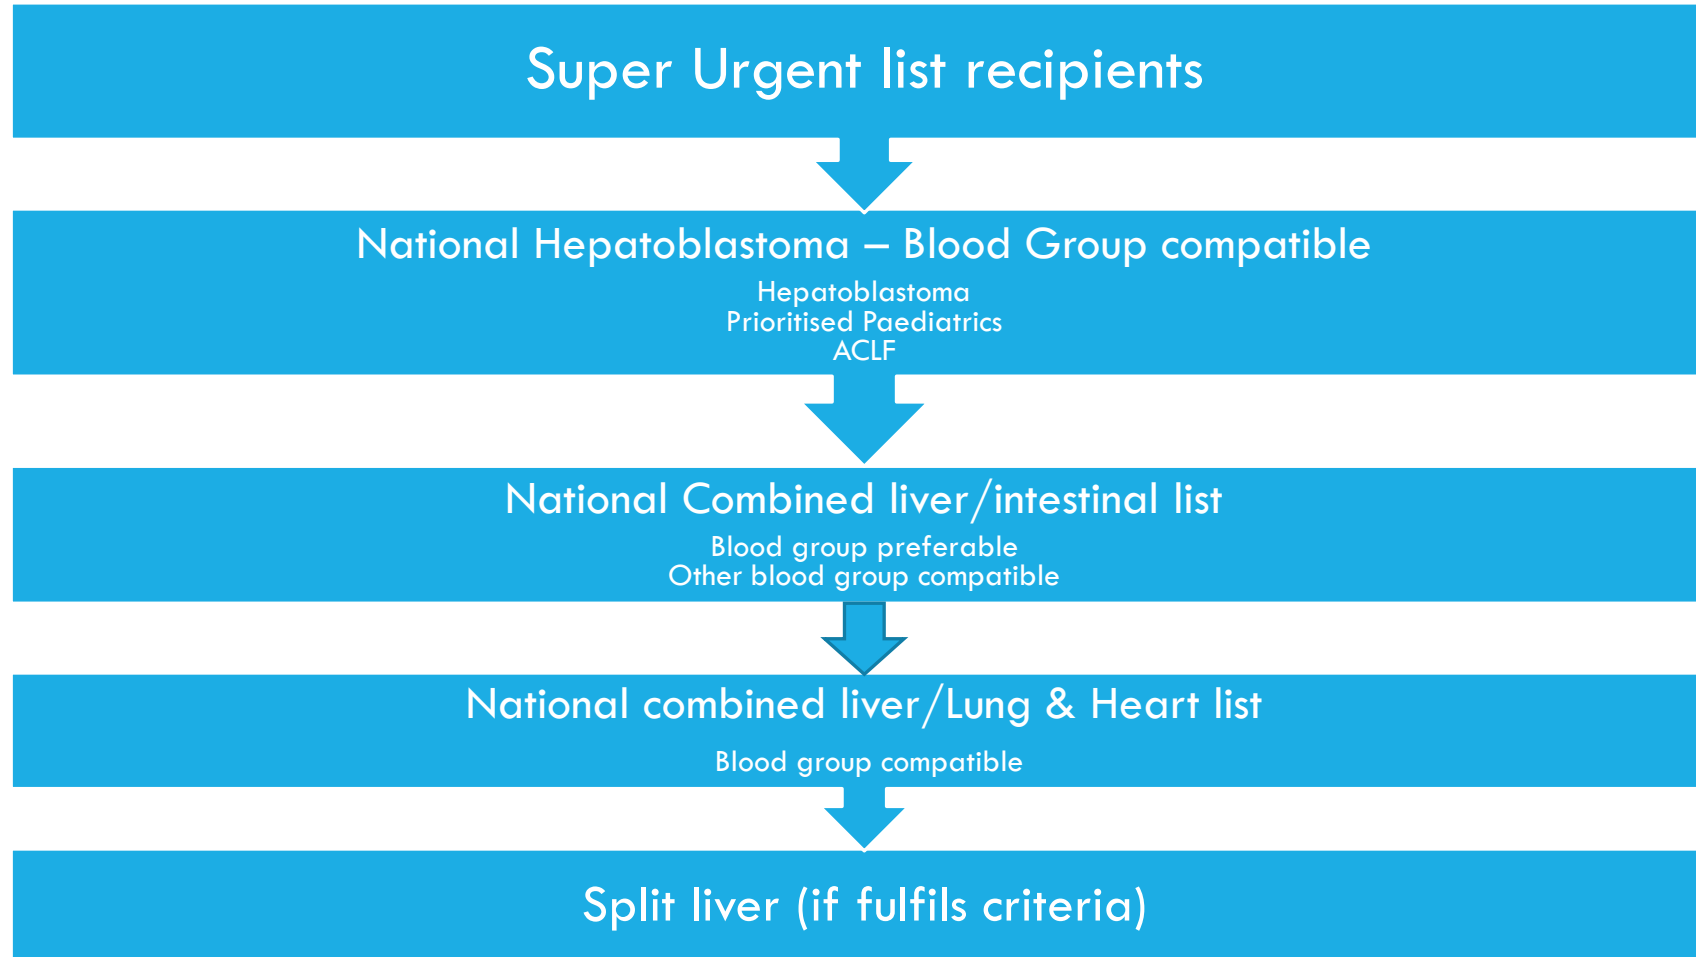 Super Urgent list recipients
National Hepatoblastoma – Blood Group compatible
Hepatoblastoma
Prioritised Paediatrics
ACLF
National Combined liver/intestinal list
Blood group preferable
Other blood group compatible
National combined liver/Lung & Heart list
Blood group compatible
Split liver (if fulfils criteria)